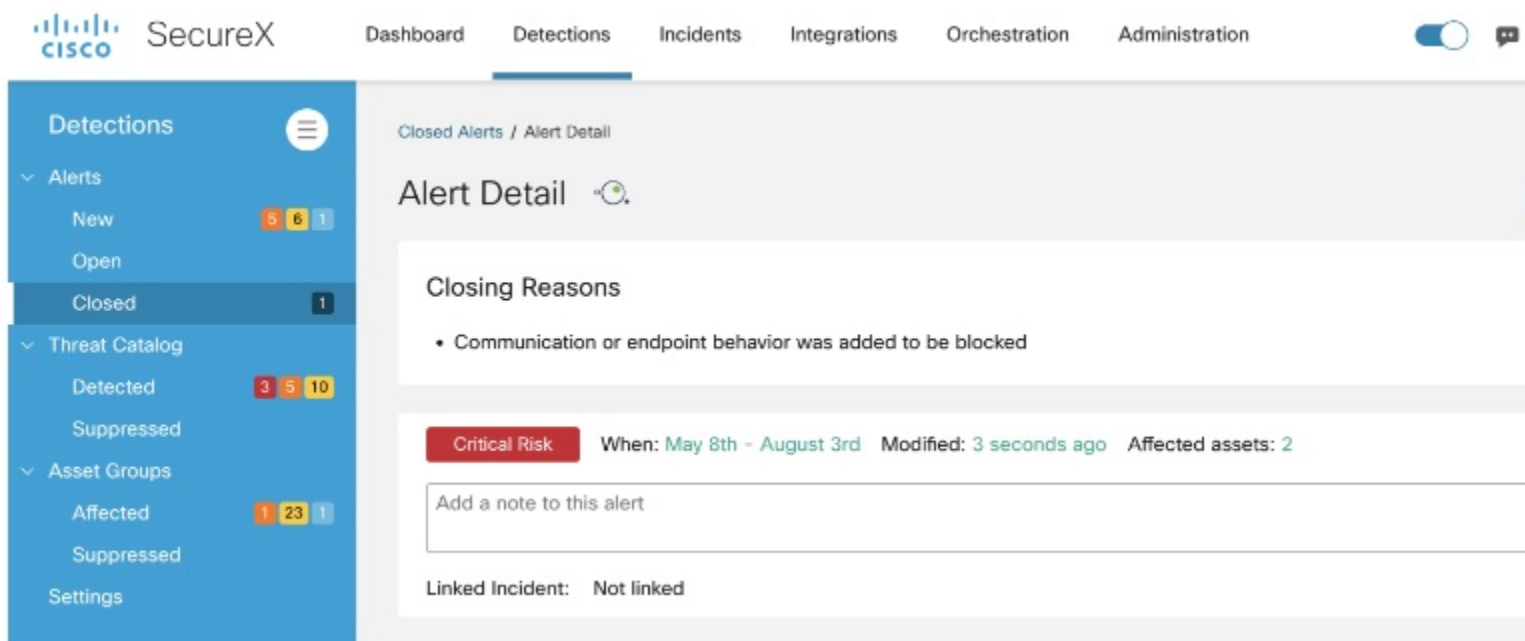 CISCO SecureX Dashboard Detections Incidents Integrations Orchestration Administration
Detections
Alerts
New 5 6 1
Open
Closed 1
Threat Catalog
Detected 3 5 10
Suppressed
Asset Groups
Affected 1 23 1
Suppressed
Settings
Closed Alerts / Alert Detail
Alert Detail
Closing Reasons
• Communication or endpoint behavior was added to be blocked
Critical Risk When: May 8th - August 3rd Modified: 3 seconds ago Affected assets: 2
Add a note to this alert
Linked Incident: Not linked